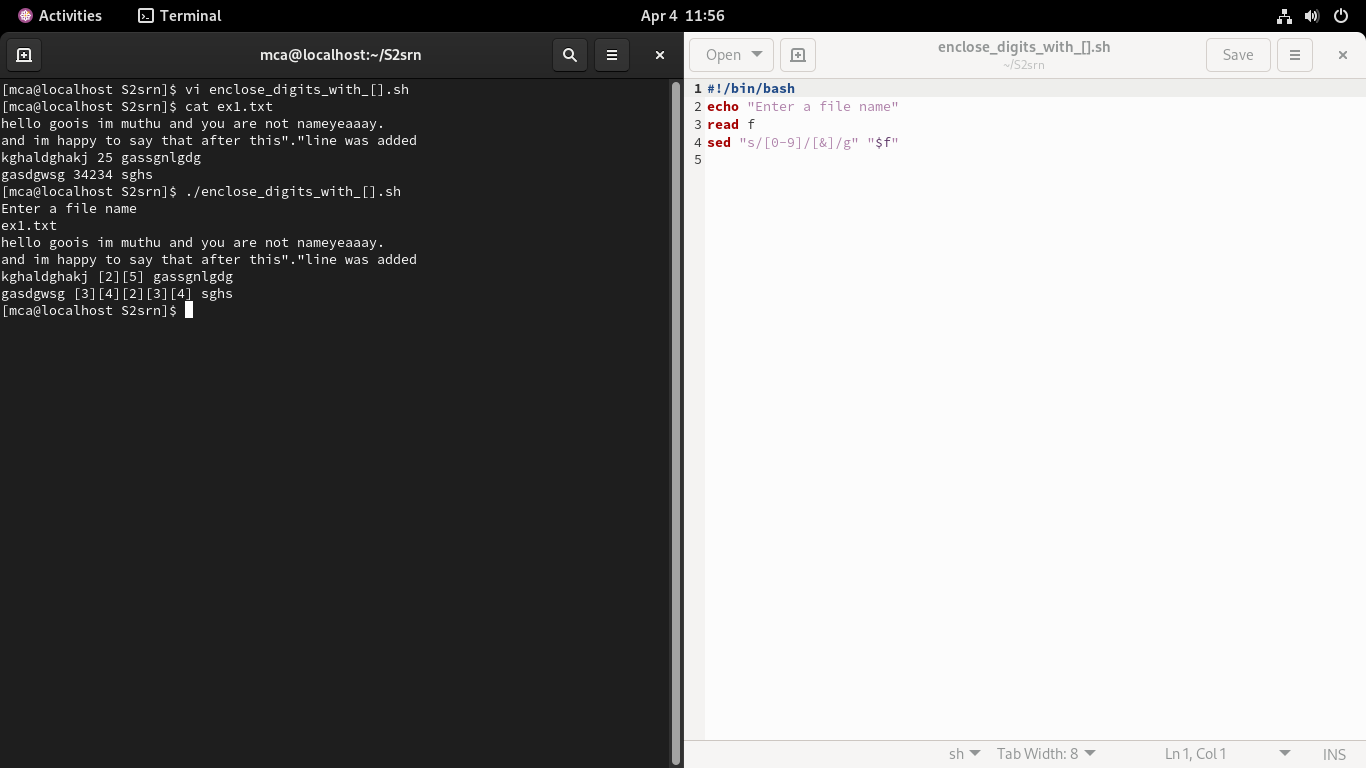 Activities Terminal Apr 4 11:56
mca@localhost:~/S2srn
[mca@localhost S2srn]$ vi enclose_digits_with_[].sh
[mca@localhost S2srn]$ cat ex1.txt
hello goois im muthu and you are not nameyeaaay.
and im happy to say that after this"."line was added
kghaldghakj 25 gassgnlgdg
gasdgwsg 34234 sghs
[mca@localhost S2srn]$ ./enclose_digits_with_[].sh
Enter a file name
ex1.txt
hello goois im muthu and you are not nameyeaaay.
and im happy to say that after this"."line was added
kghaldghakj [2][5] gassgnlgdg
gasdgwsg [3][4][2][3][4] sghs
[mca@localhost S2srn]$
Open enclose_digits_with_[].sh Save
~/S2srn
1 #!/bin/bash
2 echo "Enter a file name"
3 read f
4 sed "s/[0-9]/[&]/g" "$f"
5
sh Tab Width: 8 Ln 1, Col 1 INS